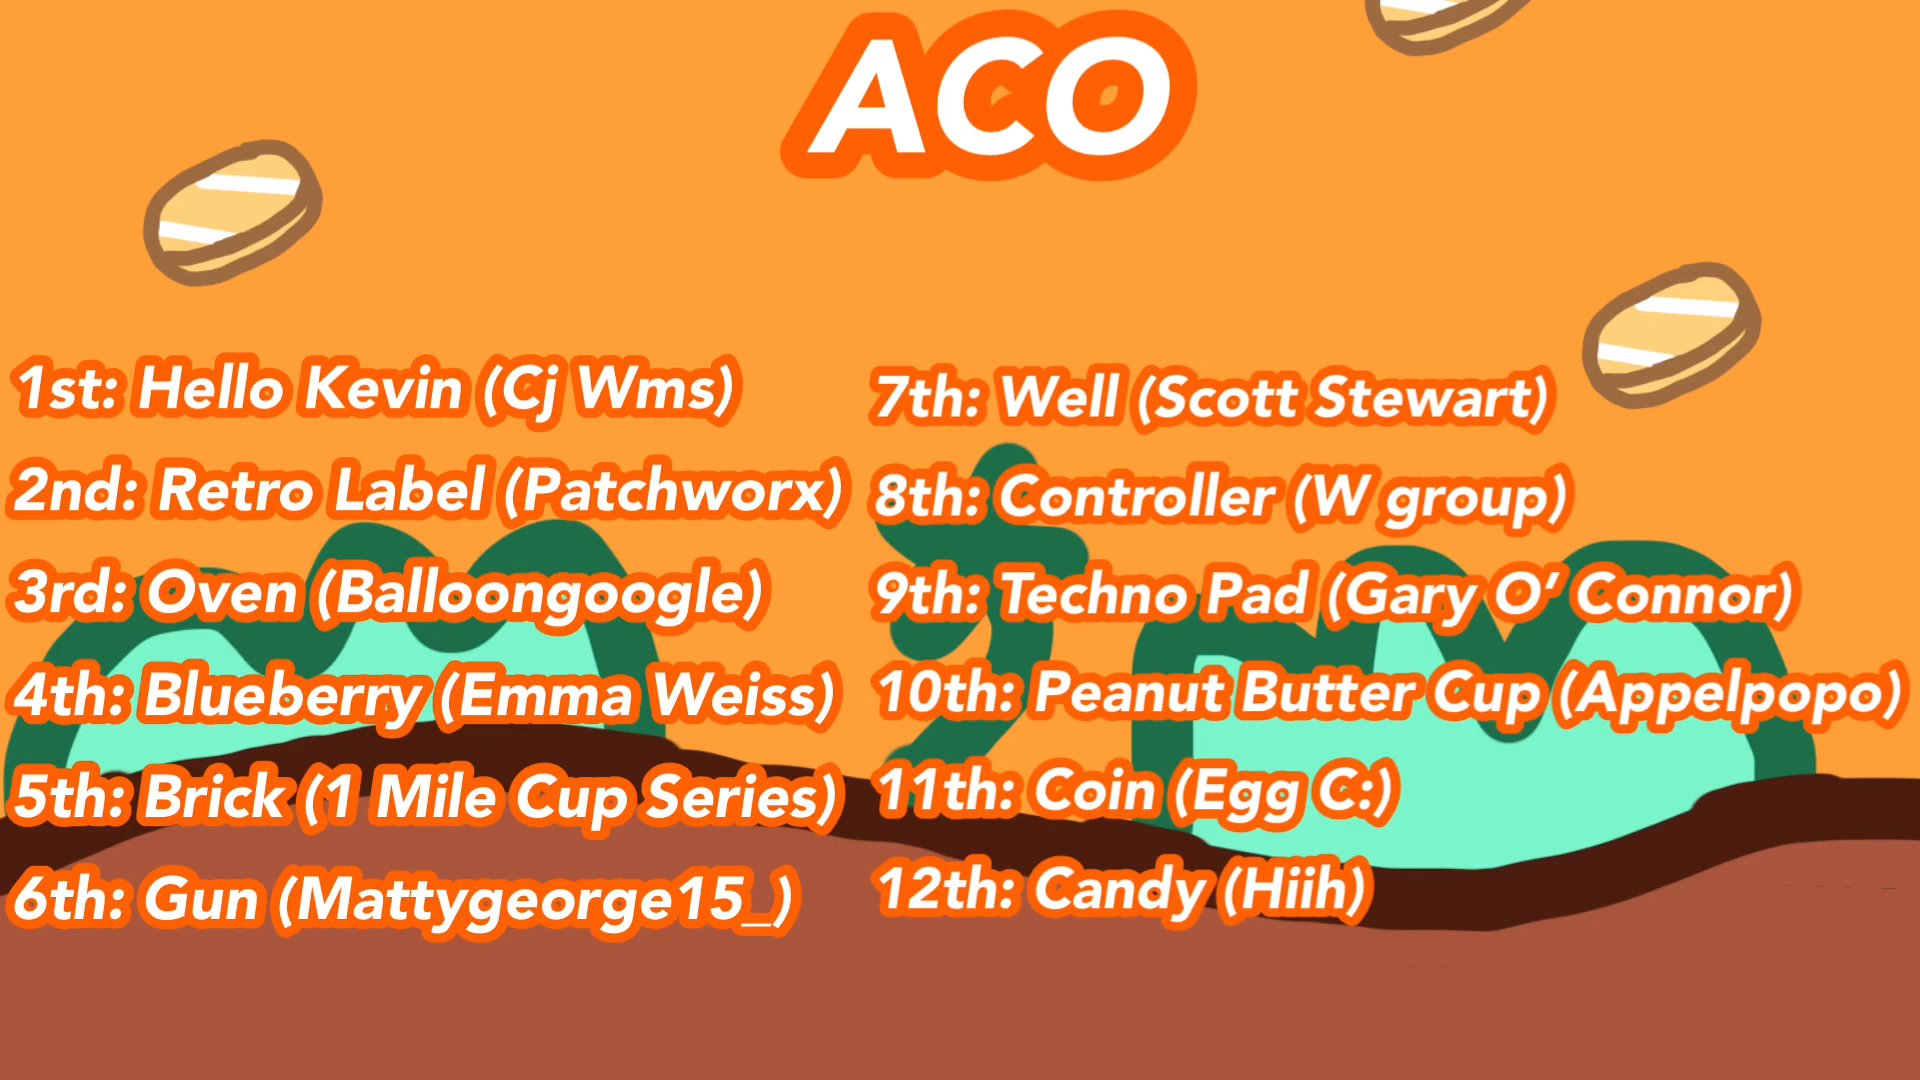 ACO
1st: Hello Kevin (Cj Wms)
2nd: Retro Label (Patchworx)
3rd: Oven (Balloongoogle)
4th: Blueberry (Emma Weiss)
5th: Brick (1 Mile Cup Series)
6th: Gun (Mattygeorge15_)
7th: Well (Scott Stewart)
8th: Controller (W group)
9th: Techno Pad (Gary O’ Connor)
10th: Peanut Butter Cup (Appelpopo)
11th: Coin (Egg C:)
12th: Candy (Hiih)